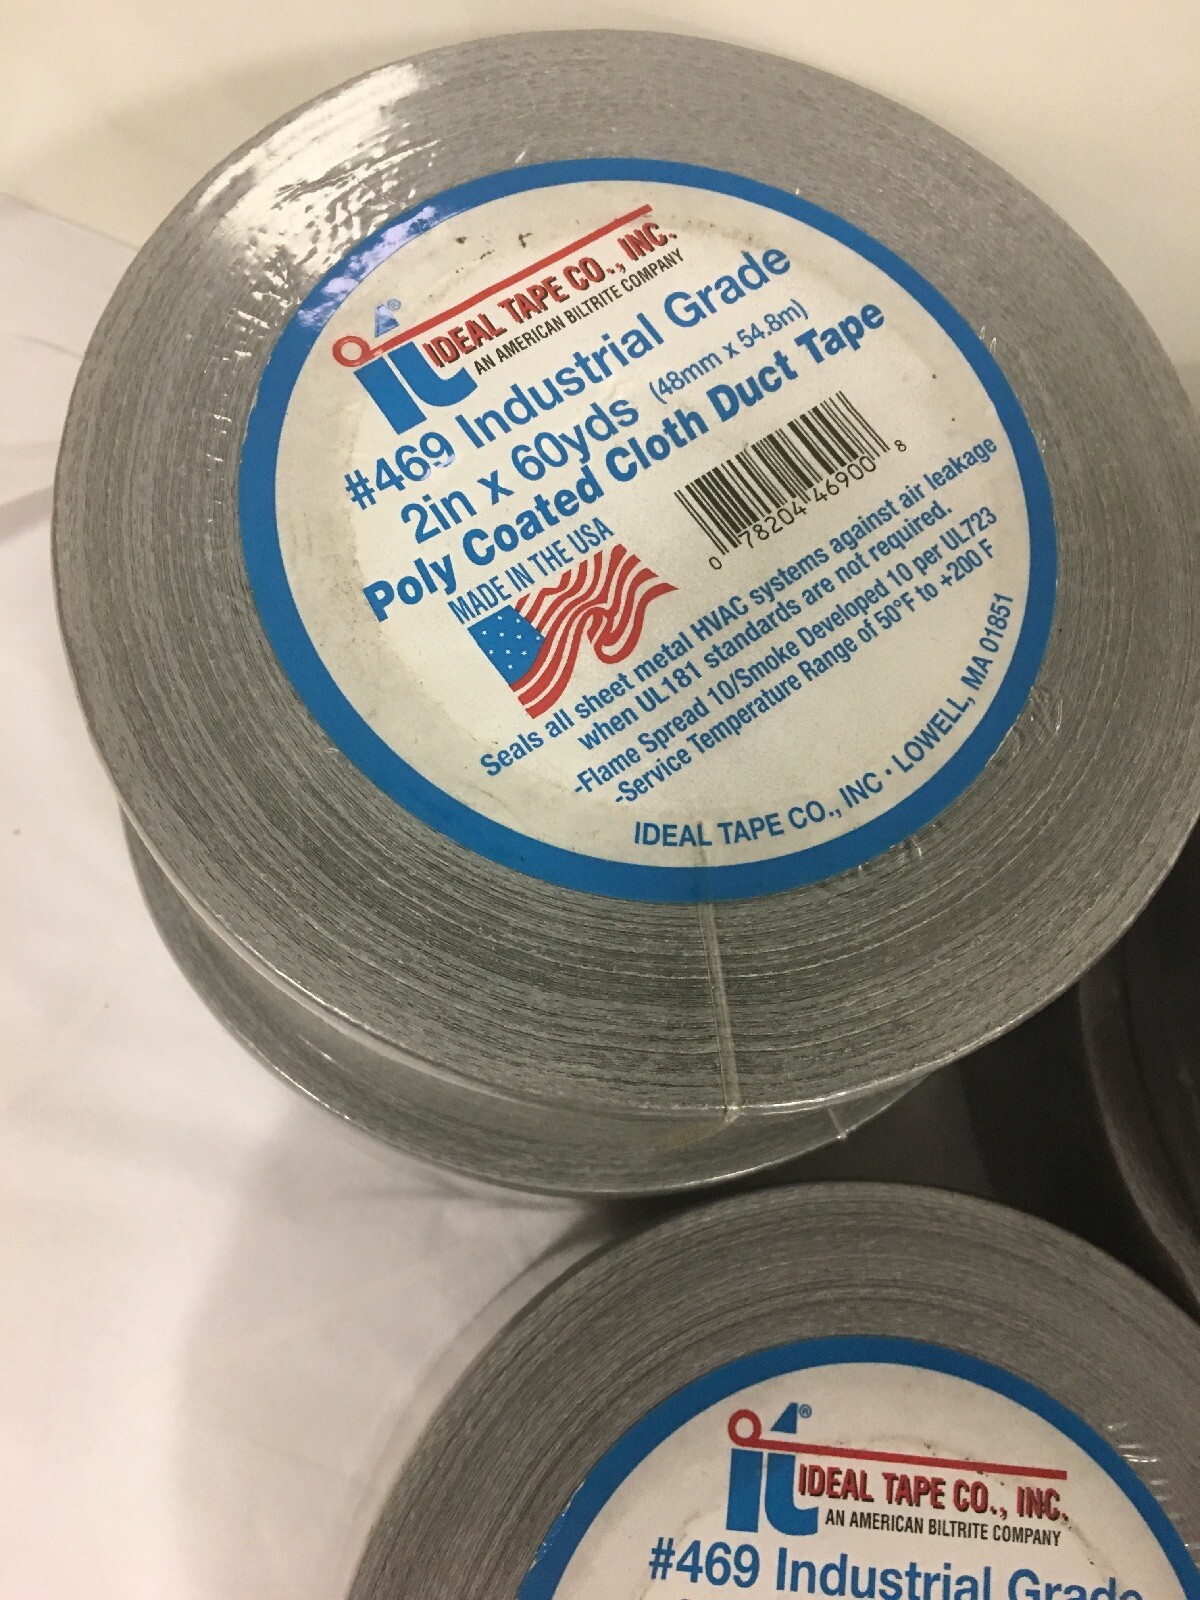 it®
IDEAL TAPE CO., INC.
AN AMERICAN BILTRITE COMPANY
#469 Industrial Grade
2in x 60yds (48mm x 54.8m)
Poly Coated Cloth Duct Tape
MADE IN THE USA
0 78204 46900 8
Seals all sheet metal HVAC systems against air leakage
when UL181 standards are not required.
-Flame Spread 10/Smoke Developed 10 per UL723
-Service Temperature Range of 50°F to +200 F
IDEAL TAPE CO., INC · LOWELL, MA 01851
it®
IDEAL TAPE CO., INC.
AN AMERICAN BILTRITE COMPANY
#469 Industrial Grade